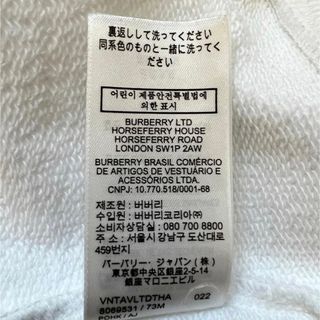 裏返しして洗ってください
同系色のものと一緒に洗ってく
ださい
어린이 제품안전특별법에
의한 표시
BURBERRY LTD
HORSEFERRY HOUSE
HORSEFERRY ROAD
LONDON SW1P 2AW
BURBERRY BRASIL COMÉRCIO
DE ARTIGOS DE VESTUÁRIO E
ACESSÓRIOS LTDA.
CNPJ: 10.770.518/0001-68
제조원 : 버버리
수입원 : 버버리코리아㈜
소비자상담실 : 080 700 8800
주소 : 서울시 강남구 도산대로
459번지
バーバリー・ジャパン(株)
東京都中央区銀座2-5-14
銀座マロニエビル
VNTAVLTDTHA 022
8069531 / 73M